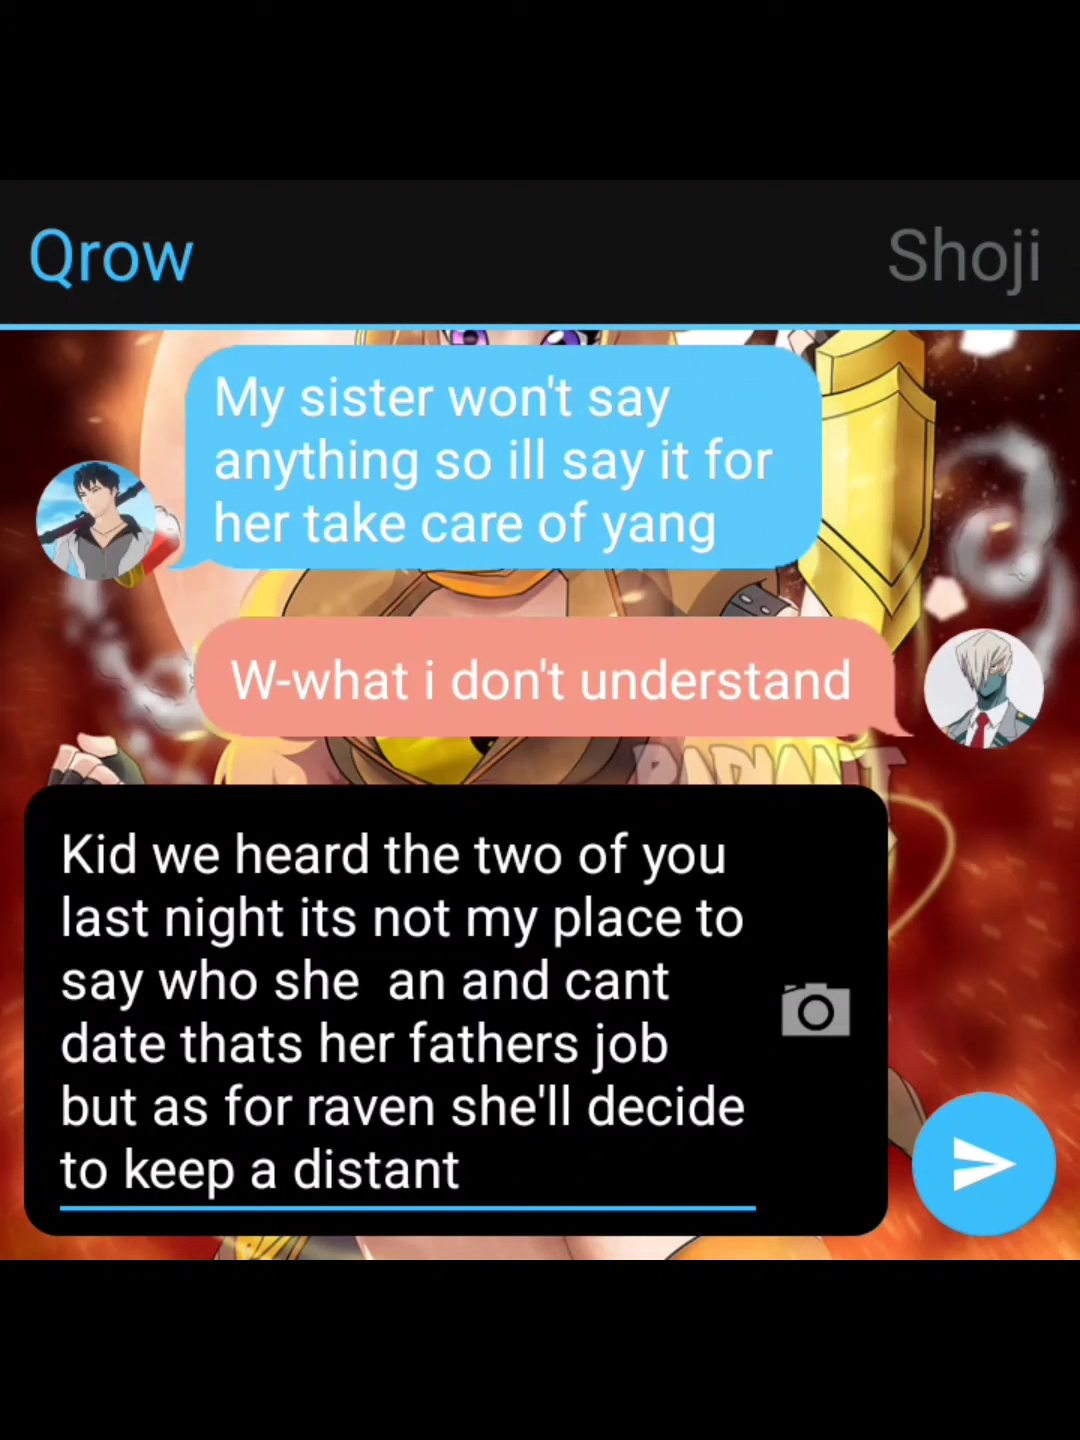 Qrow
Shoji
My sister won't say
anything so ill say it for
her take care of yang
W-what i don't understand
RADIANT
Kid we heard the two of you
last night its not my place to
say who she  an and cant
date thats her fathers job
but as for raven she'll decide
to keep a distant